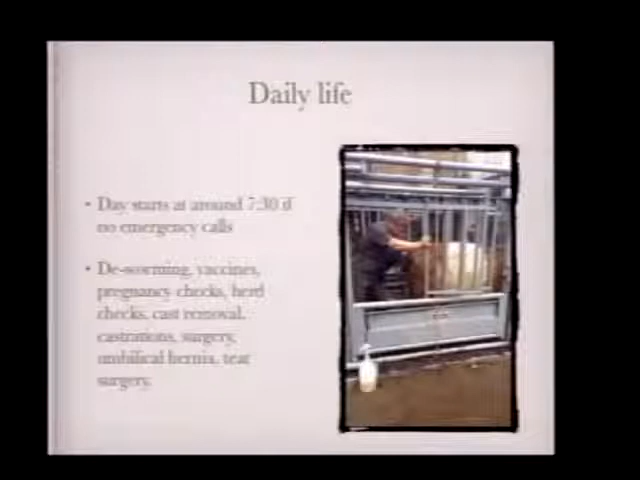 Daily life
• Day starts at around 7:30 if
no emergency calls
• De-worming, vaccines,
pregnancy checks, herd
checks, cast removal,
castrations, surgery,
umbilical hernia, teat
surgery.